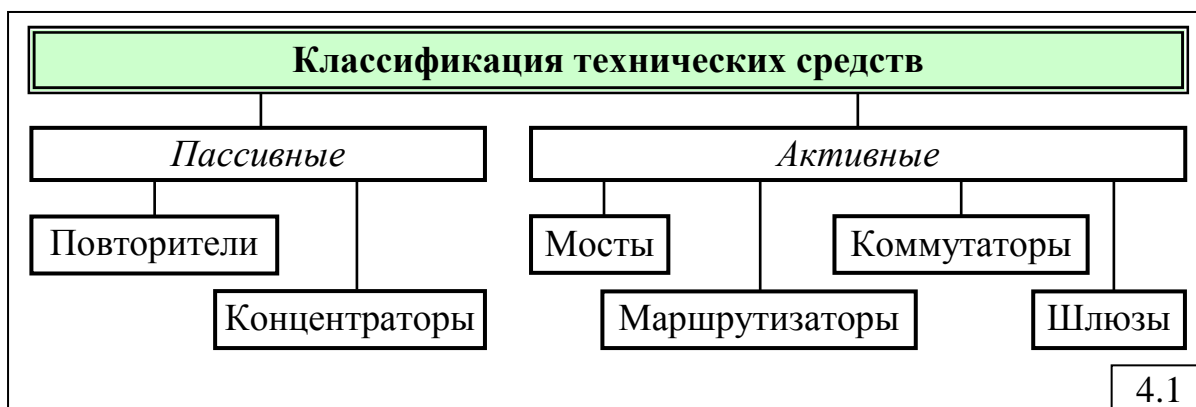 Классификация технических средств
Пассивные
Активные
Повторители
Мосты
Коммутаторы
Концентраторы
Маршрутизаторы
Шлюзы
4.1